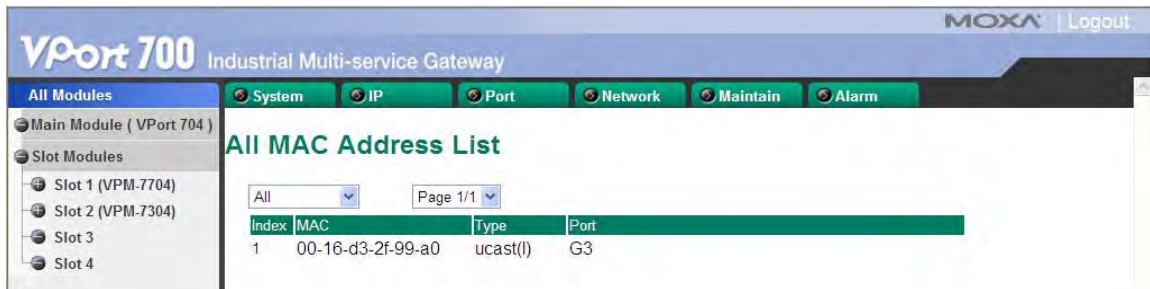 MOXA | Logout
VPort 700 Industrial Multi-service Gateway
All Modules
System IP Port Network Maintain Alarm
Main Module ( VPort 704 )
Slot Modules
Slot 1 (VPM-7704)
Slot 2 (VPM-7304)
Slot 3
Slot 4
All MAC Address List
All Page 1/1
Index MAC Type Port
1 00-16-d3-2f-99-a0 ucast(l) G3